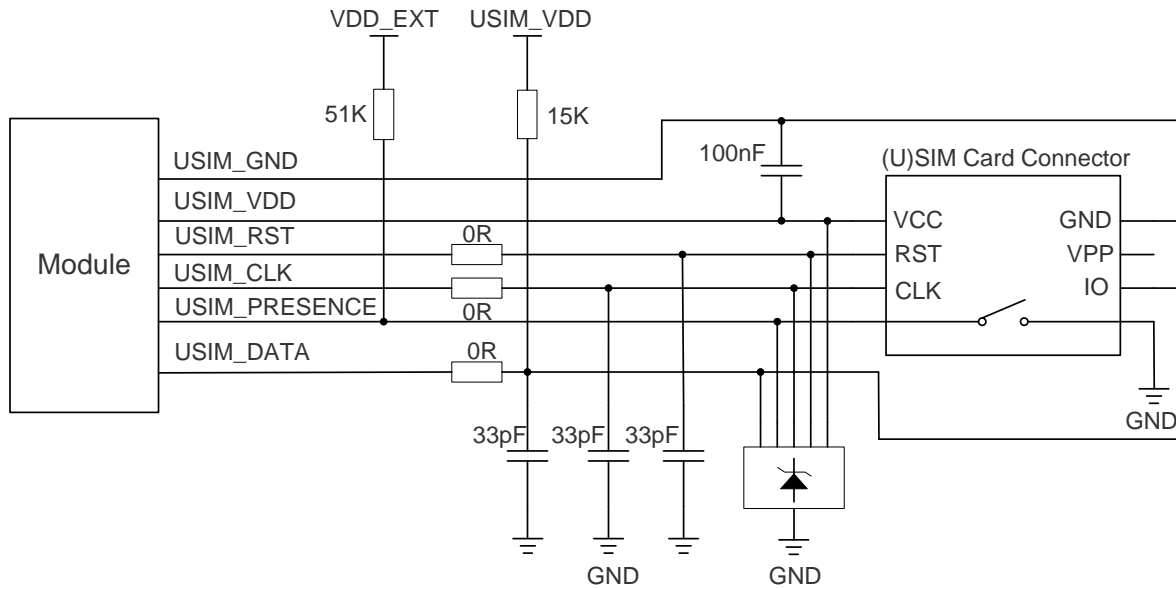 VDD_EXT USIM_VDD
51K 15K
USIM_GND
100nF
(U)SIM Card Connector
USIM_VDD
VCC GND
USIM_RST
0R
RST VPP
Module
USIM_CLK
CLK IO
USIM_PRESENCE
0R
USIM_DATA
0R
GND
33pF 33pF 33pF
GND GND